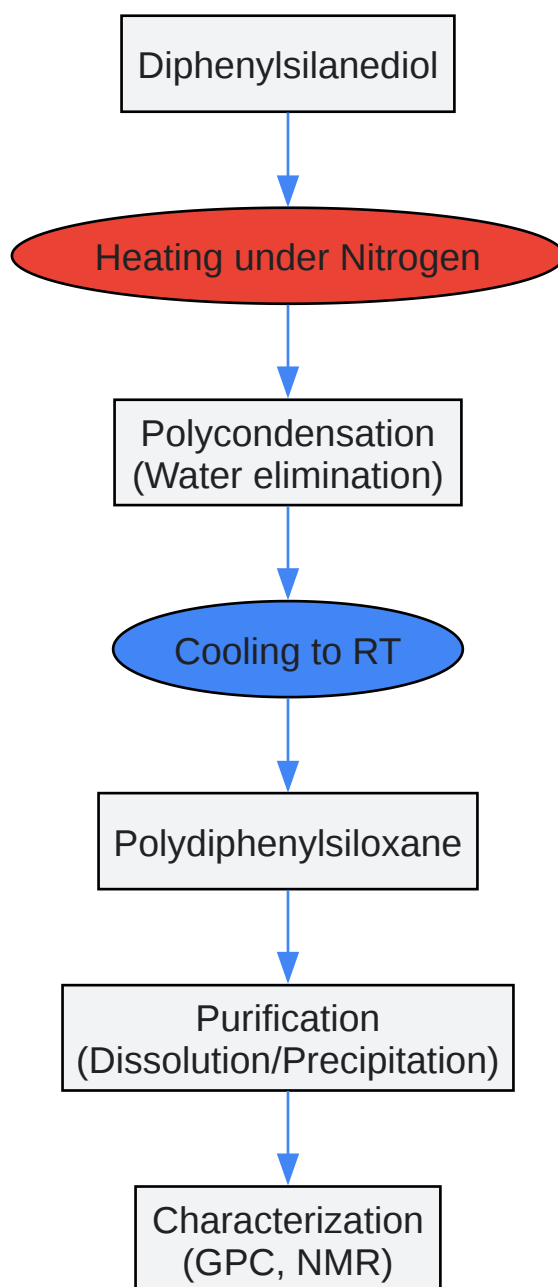 Diphenylsilanediol
Heating under Nitrogen
Polycondensation
(Water elimination)
Cooling to RT
Polydiphenylsiloxane
Purification
(Dissolution/Precipitation)
Characterization
(GPC, NMR)